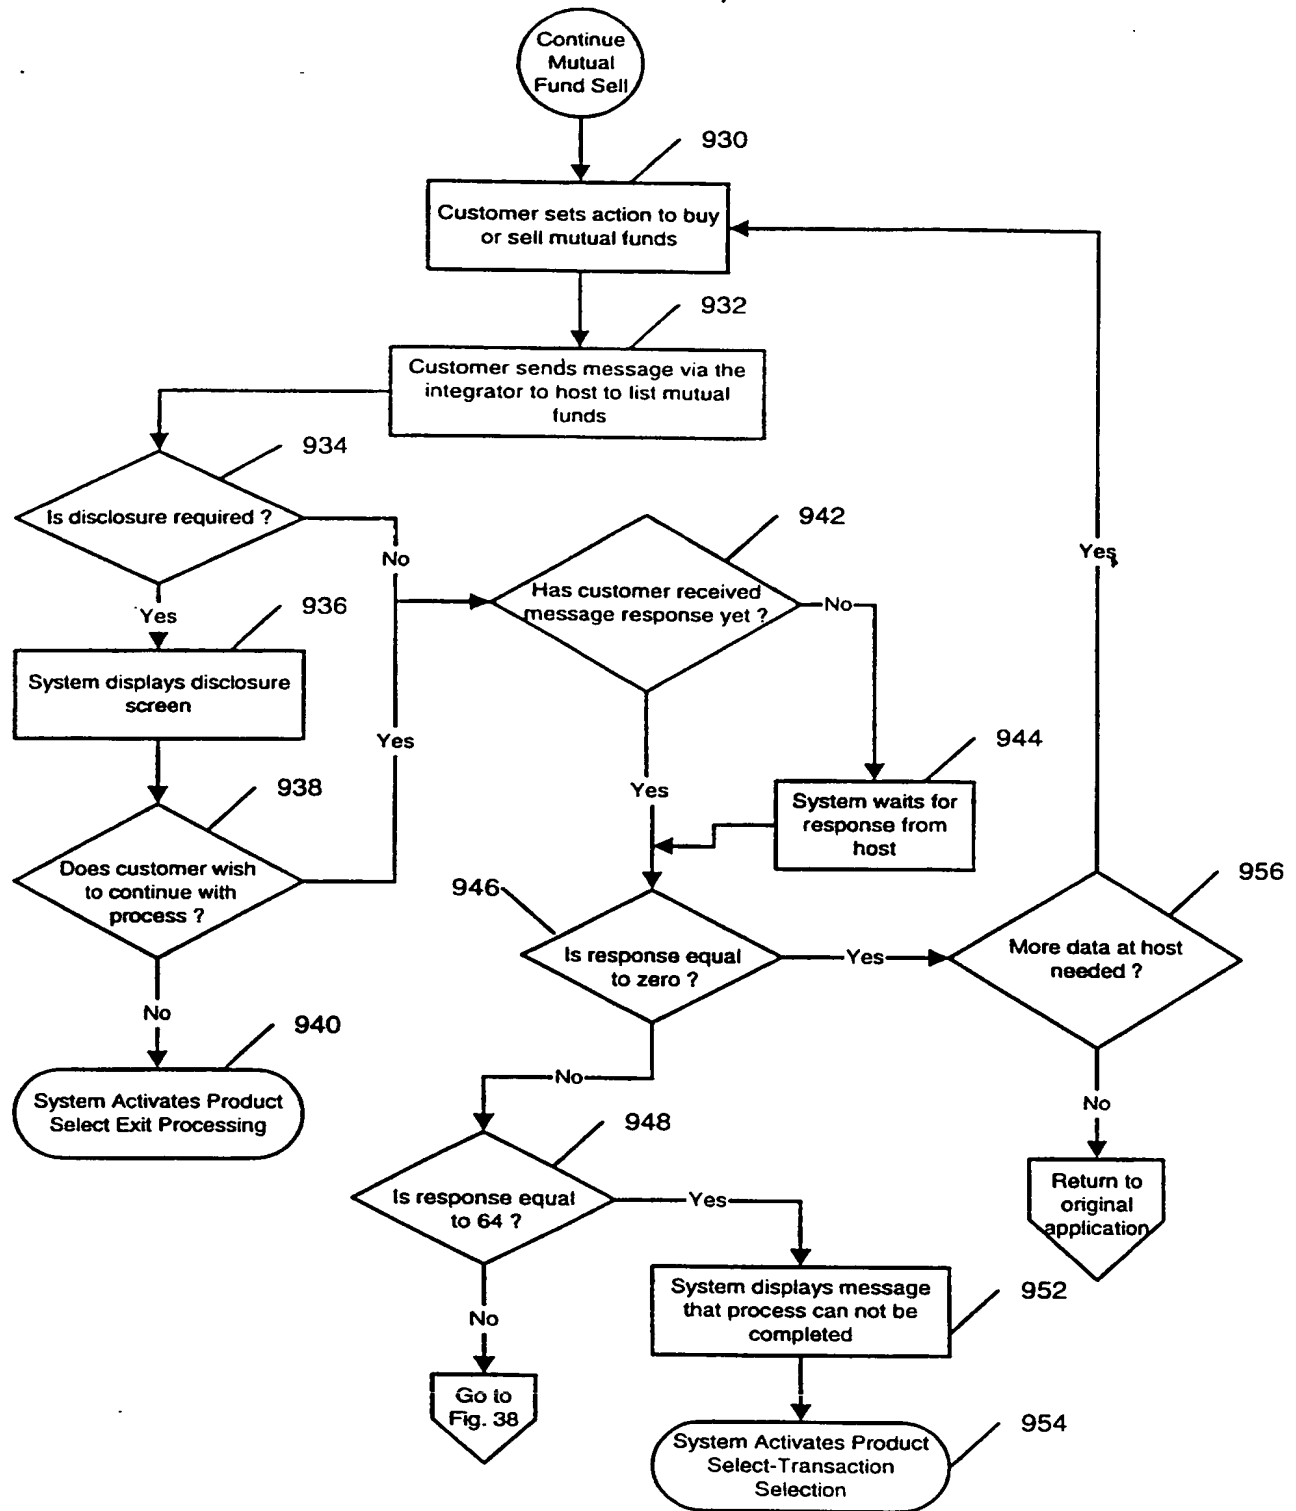 Continue
Mutual
Fund Sell
930
Customer sets action to buy
or sell mutual funds
932
Customer sends message via the
integrator to host to list mutual
funds
934
Is disclosure required ?
No
Yes
936
System displays disclosure
screen
Yes
938
Does customer wish
to continue with
process ?
No
940
System Activates Product
Select Exit Processing
942
Has customer received
message response yet ?
No
Yes
944
System waits for
response from
host
946
Is response equal
to zero ?
Yes
956
More data at host
needed ?
Yes
No
Return to
original
application
No
948
Is response equal
to 64 ?
Yes
No
Go to
Fig. 38
952
System displays message
that process can not be
completed
954
System Activates Product
Select-Transaction
Selection